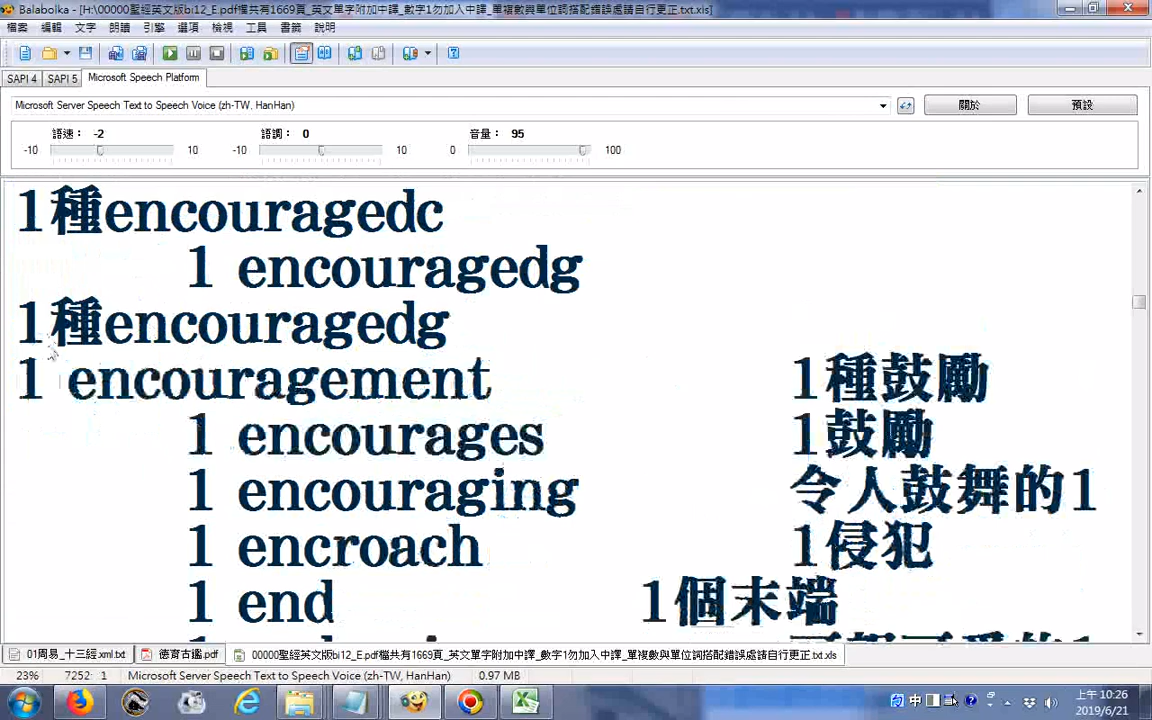 Balabolka - [H:\00000聖經英文版bi12_E.pdf檔共有1669頁_英文單字附加中譯_數字1勿加入中譯_單複數與單位詞搭配錯誤處請自行更正.txt.xls]
檔案 編輯 文字 朗讀 引擎 選項 檢視 工具 書籤 說明
SAPI 4 SAPI 5 Microsoft Speech Platform
Microsoft Server Speech Text to Speech Voice (zh-TW, HanHan) 關於 預設
語速： -2 語調： 0 音量： 95
-10 10 -10 10 0 100
1種encouragedc
1 encouragedg
1種encouragedg
1 encouragement 1種鼓勵
1 encourages 1鼓勵
1 encouraging 令人鼓舞的1
1 encroach 1侵犯
1 end 1個末端
01周易_十三經.xml.txt 德育古鑑.pdf 00000聖經英文版bi12_E.pdf檔共有1669頁_英文單字附加中譯_數字1勿加入中譯_單複數與單位詞搭配錯誤處請自行更正.txt.xls
23% 7252: 1 Microsoft Server Speech Text to Speech Voice (zh-TW, HanHan) 0.97 MB
中 上午 10:26
2019/6/21